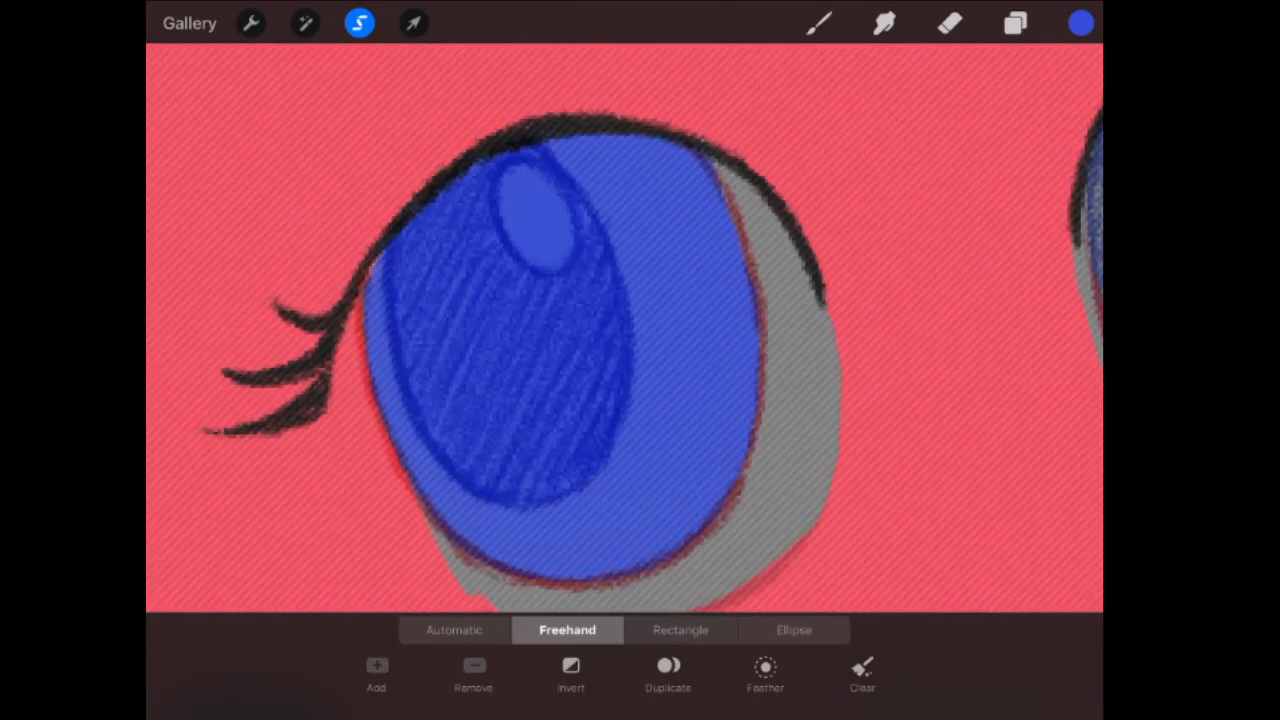 Gallery
Automatic Freehand Rectangle Ellipse
Add Remove Invert Duplicate Feather Clear